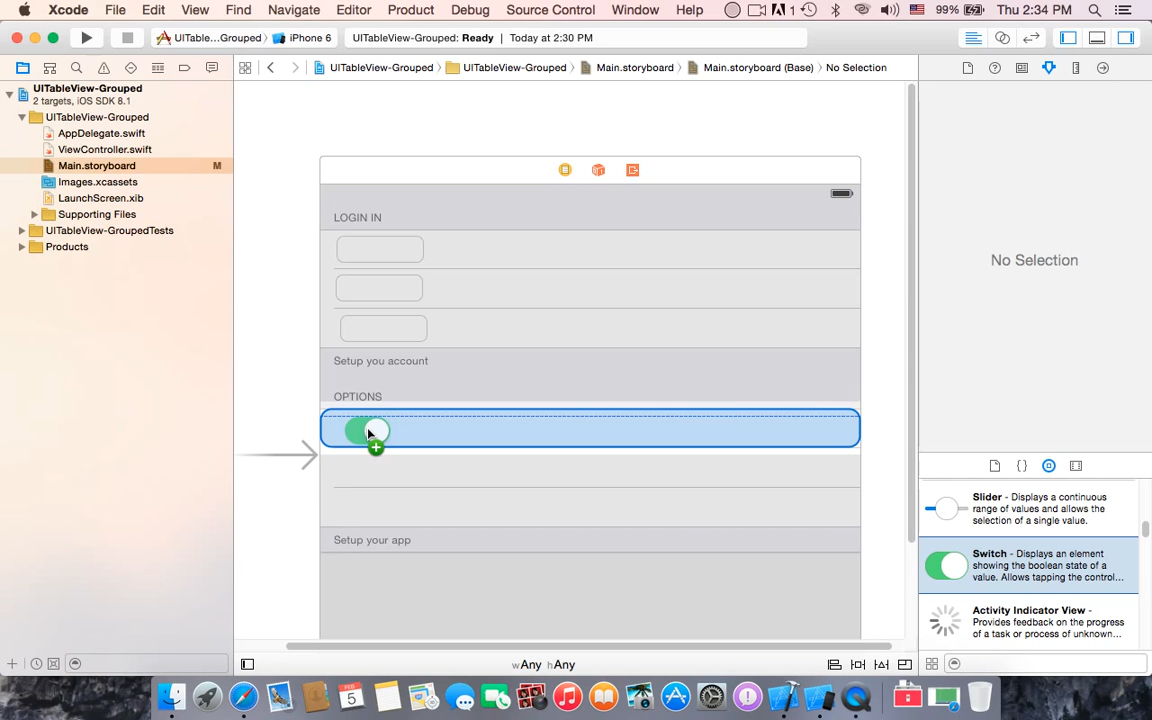 Xcode File Edit View Find Navigate Editor Product Debug Source Control Window Help 1 99% Thu 2:34 PM
UITable...Grouped) iPhone 6 UITableView-Grouped: Ready Today at 2:30 PM
UITableView-Grouped UITableView-Grouped Main.storyboard Main.storyboard (Base) No Selection
UITableView-Grouped
2 targets, iOS SDK 8.1
UITableView-Grouped
AppDelegate.swift
ViewController.swift
Main.storyboard M
Images.xcassets
LaunchScreen.xib
Supporting Files
UITableView-GroupedTests
Products
LOGIN IN
Setup you account
OPTIONS
Setup your app
wAny hAny
No Selection
Slider - Displays a continuous
range of values and allows the
selection of a single value.
Switch - Displays an element
showing the boolean state of a
value. Allows tapping the control...
Activity Indicator View -
Provides feedback on the progress
of a task or process of unknown...
FEB
5